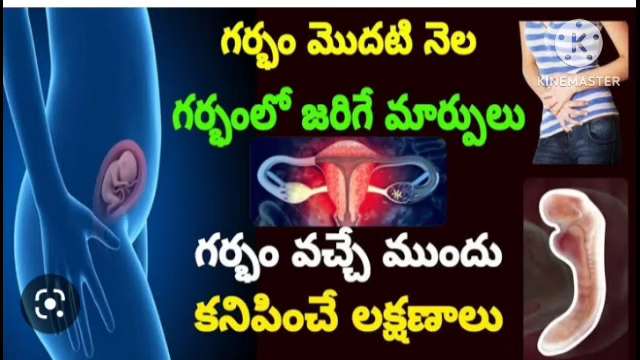 గర్భం మొదటి నెల
KINEMASTER
గర్భంలో జరిగే మార్పులు
గర్భం వచ్చే ముందు
కనిపించే లక్షణాలు